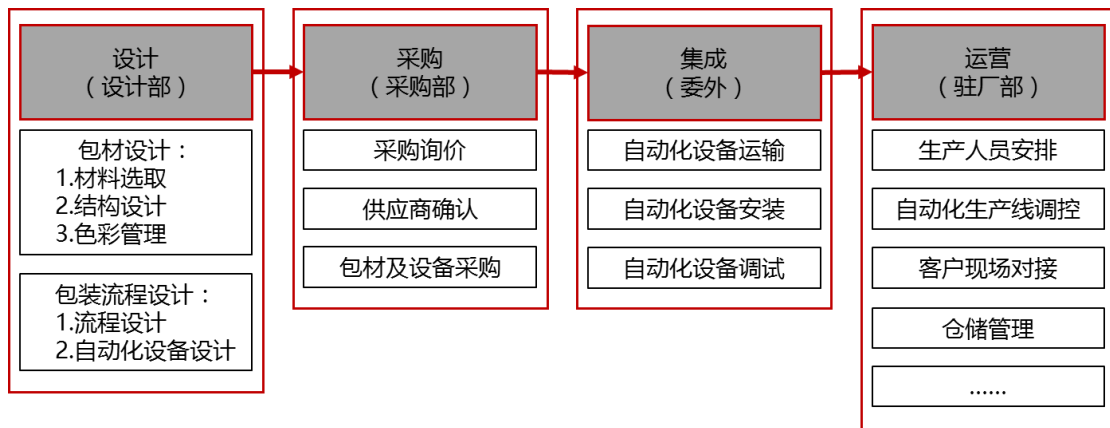 设计
（设计部）
包材设计：
1.材料选取
2.结构设计
3.色彩管理
包装流程设计：
1.流程设计
2.自动化设备设计
采购
（采购部）
采购询价
供应商确认
包材及设备采购
集成
（委外）
自动化设备运输
自动化设备安装
自动化设备调试
运营
（驻厂部）
生产人员安排
自动化生产线调控
客户现场对接
仓储管理
......